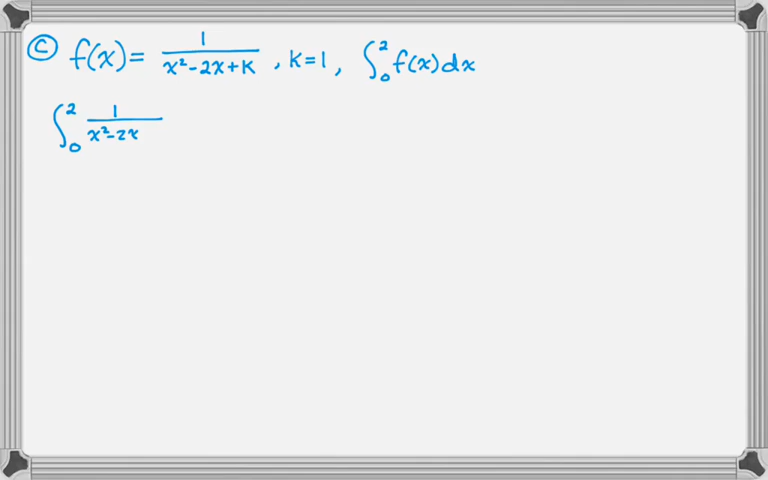 Ⓒ f(x) = 1/(x² - 2x + K), K = 1, ∫₀² f(x) dx
∫₀² 1/(x² - 2x